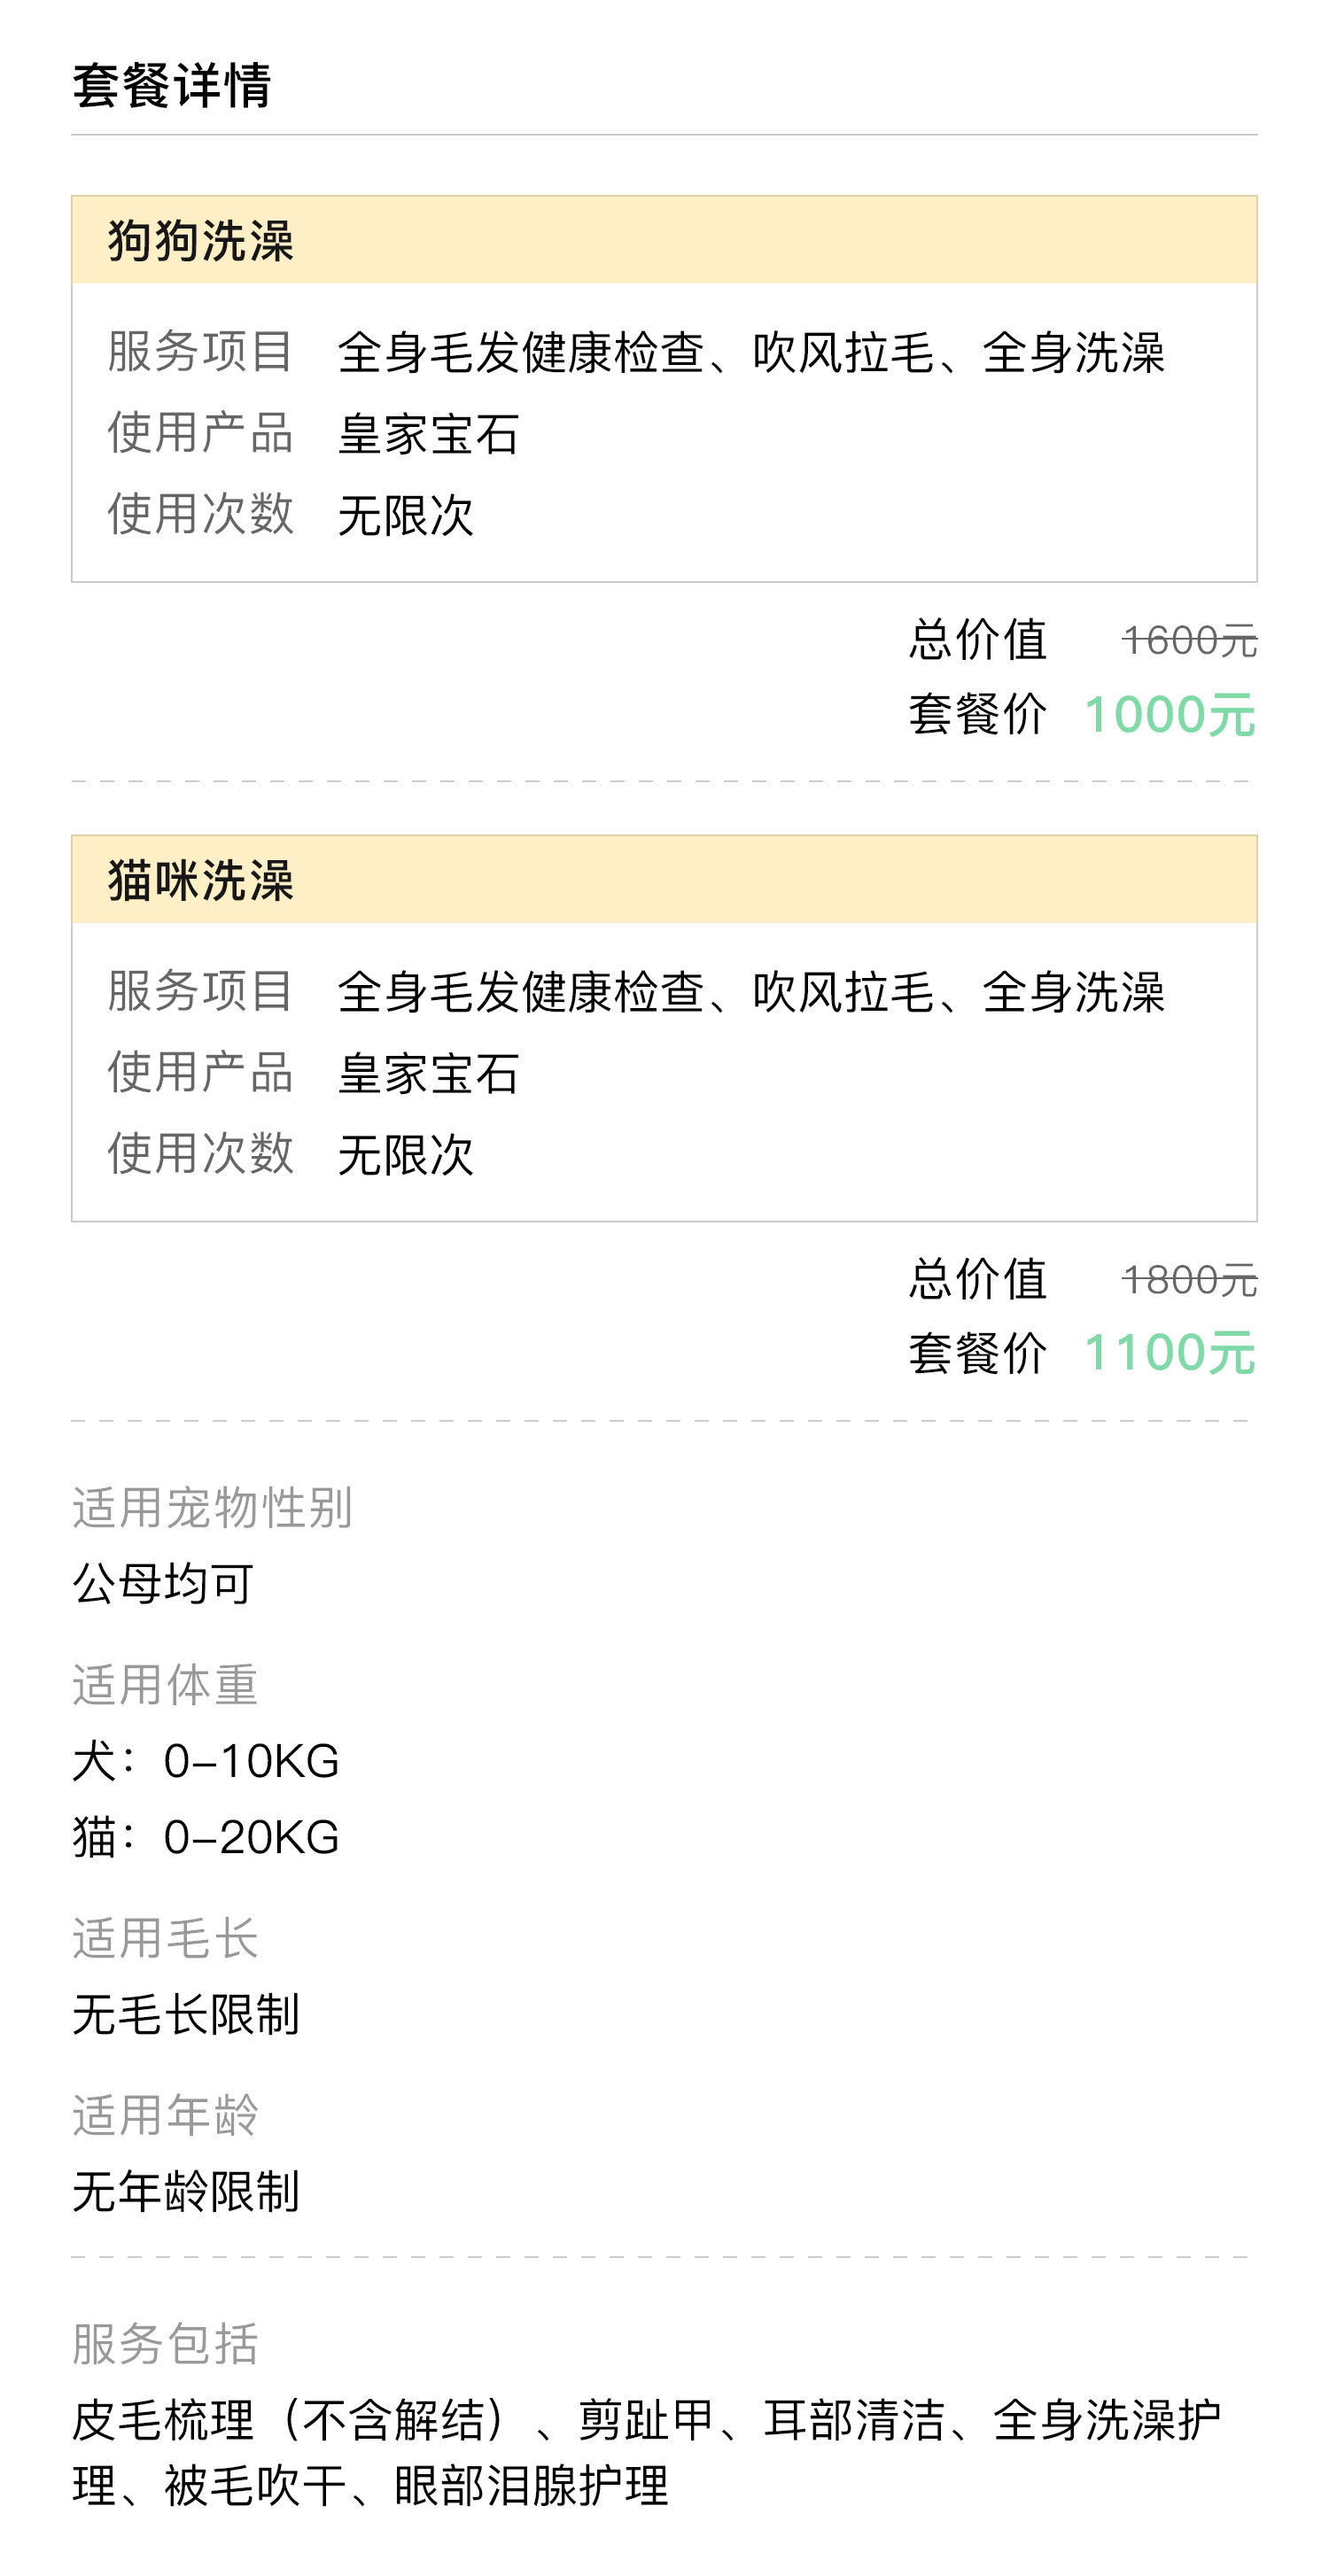 套餐详情
狗狗洗澡
服务项目 全身毛发健康检查、吹风拉毛、全身洗澡
使用产品 皇家宝石
使用次数 无限次
总价值 1600元
套餐价 1000元
猫咪洗澡
服务项目 全身毛发健康检查、吹风拉毛、全身洗澡
使用产品 皇家宝石
使用次数 无限次
总价值 1800元
套餐价 1100元
适用宠物性别
公母均可
适用体重
犬：0-10KG
猫：0-20KG
适用毛长
无毛长限制
适用年龄
无年龄限制
服务包括
皮毛梳理（不含解结）、剪趾甲、耳部清洁、全身洗澡护
理、被毛吹干、眼部泪腺护理